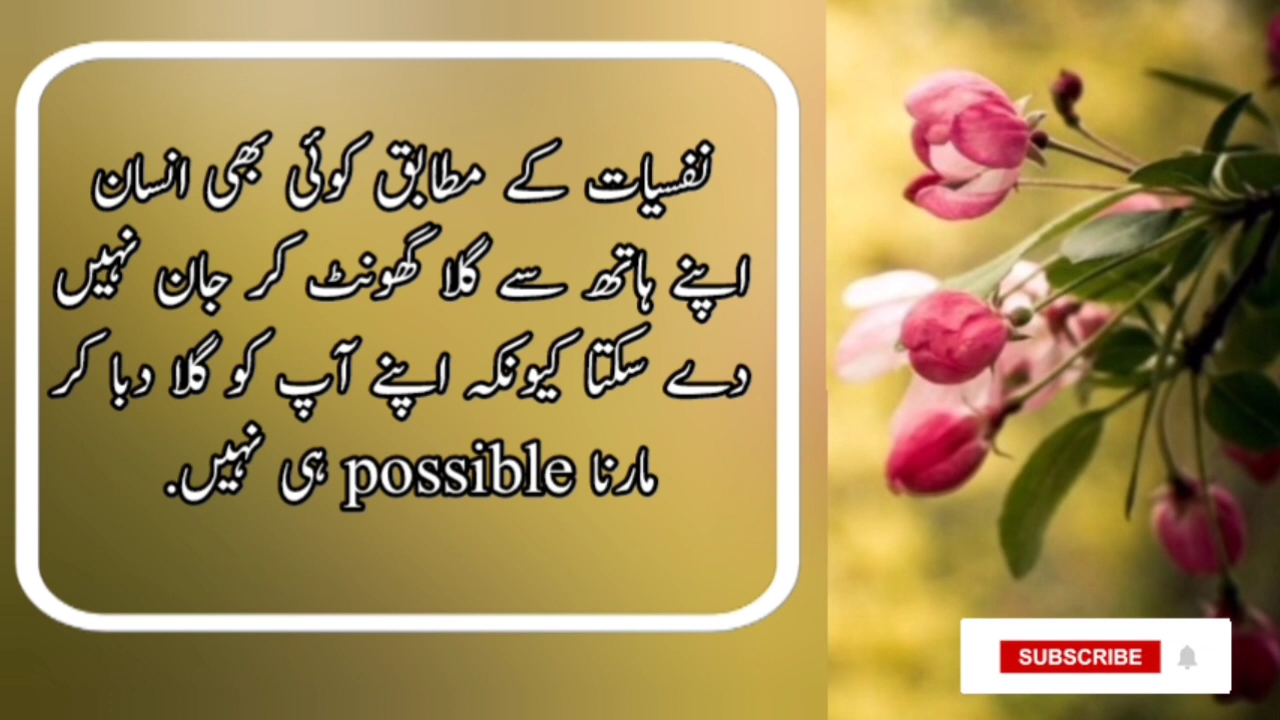 نفسیات کے مطابق کوئی بھی انسان
اپنے ہاتھ سے گلا گھونٹ کر جان نہیں
دے سکتا کیونکہ اپنے آپ کو گلا دبا کر
مارنا possible ہی نہیں.
SUBSCRIBE